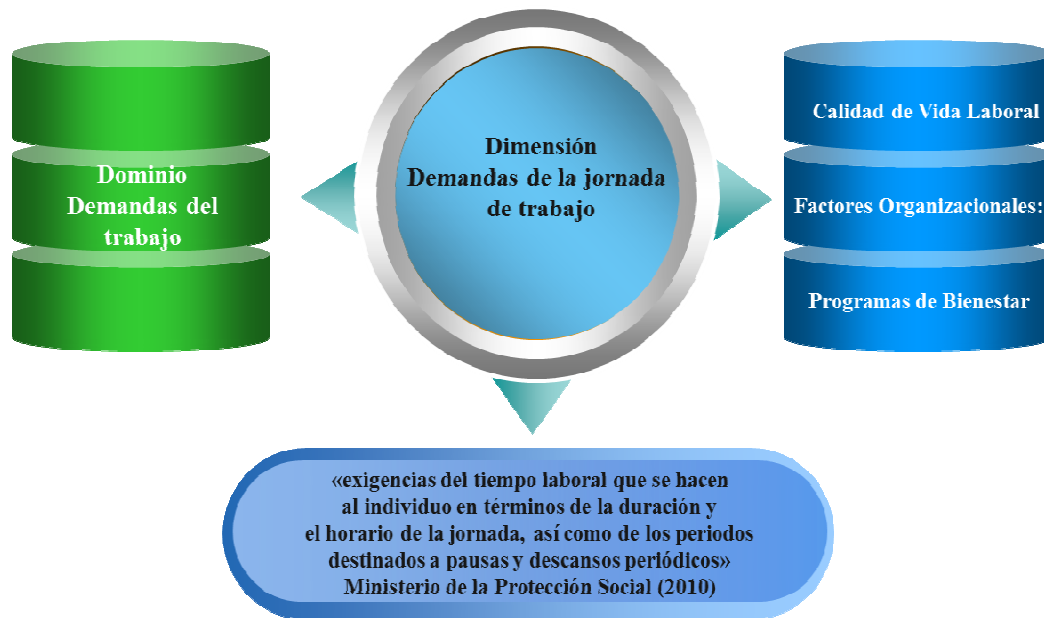 Dominio
Demandas del
trabajo
Dimensión
Demandas de la jornada
de trabajo
Calidad de Vida Laboral
Factores Organizacionales:
Programas de Bienestar
«exigencias del tiempo laboral que se hacen
al individuo en términos de la duración y
el horario de la jornada, así como de los periodos
destinados a pausas y descansos periódicos»
Ministerio de la Protección Social (2010)